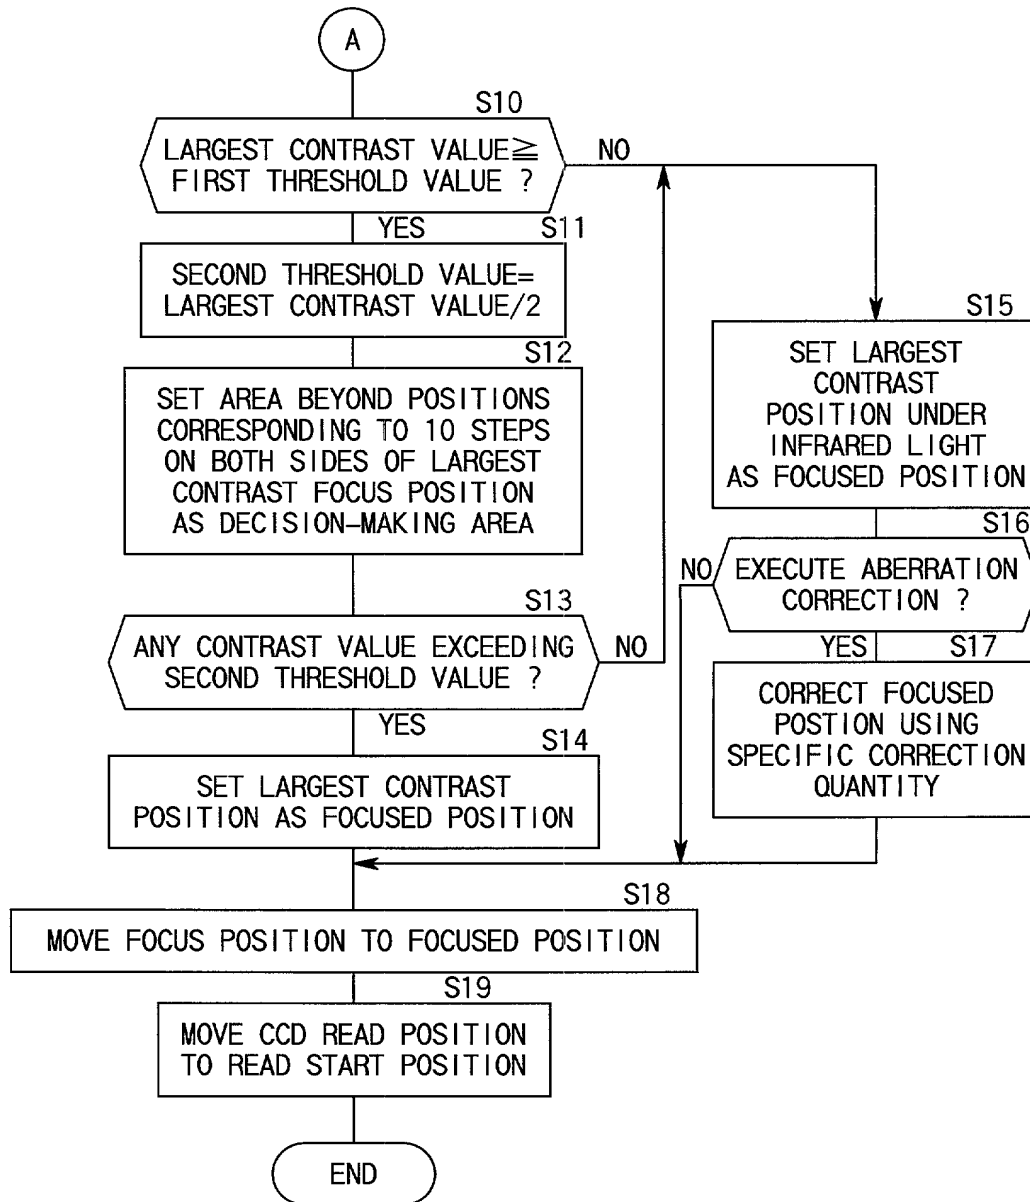 A
S10
LARGEST CONTRAST VALUE≧
FIRST THRESHOLD VALUE ?
NO
YES
S11
SECOND THRESHOLD VALUE=
LARGEST CONTRAST VALUE/2
S12
SET AREA BEYOND POSITIONS
CORRESPONDING TO 10 STEPS
ON BOTH SIDES OF LARGEST
CONTRAST FOCUS POSITION
AS DECISION-MAKING AREA
S13
ANY CONTRAST VALUE EXCEEDING
SECOND THRESHOLD VALUE ?
NO
YES
S14
SET LARGEST CONTRAST
POSITION AS FOCUSED POSITION
S15
SET LARGEST
CONTRAST
POSITION UNDER
INFRARED LIGHT
AS FOCUSED POSITION
S16
NO
EXECUTE ABERRATION
CORRECTION ?
YES
S17
CORRECT FOCUSED
POSTION USING
SPECIFIC CORRECTION
QUANTITY
S18
MOVE FOCUS POSITION TO FOCUSED POSITION
S19
MOVE CCD READ POSITION
TO READ START POSITION
END